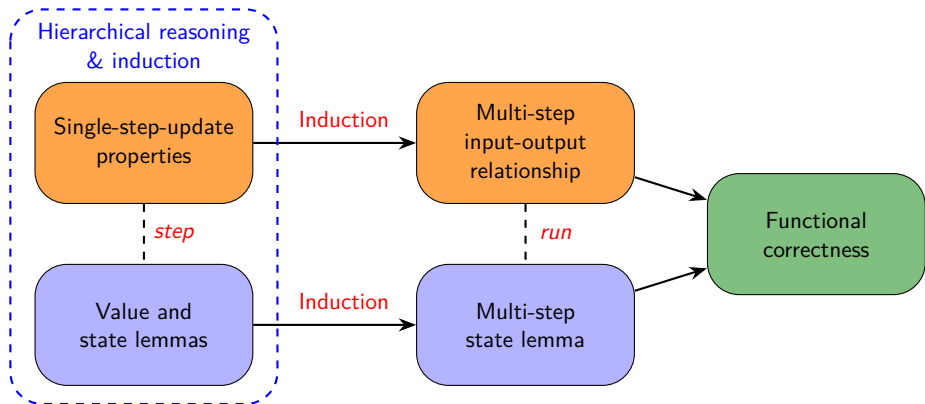 Hierarchical reasoning
& induction
Single-step-update
properties
Induction
Multi-step
input-output
relationship
step
run
Functional
correctness
Value and
state lemmas
Induction
Multi-step
state lemma